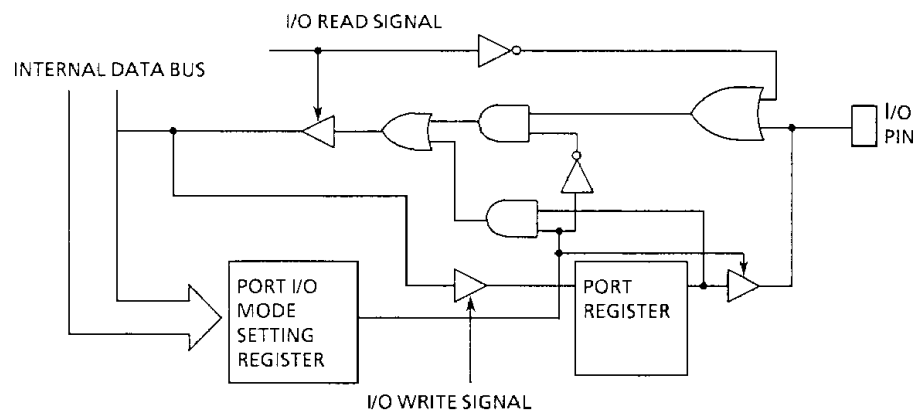 I/O READ SIGNAL
INTERNAL DATA BUS
I/O
PIN
PORT I/O
MODE
SETTING
REGISTER
PORT
REGISTER
I/O WRITE SIGNAL